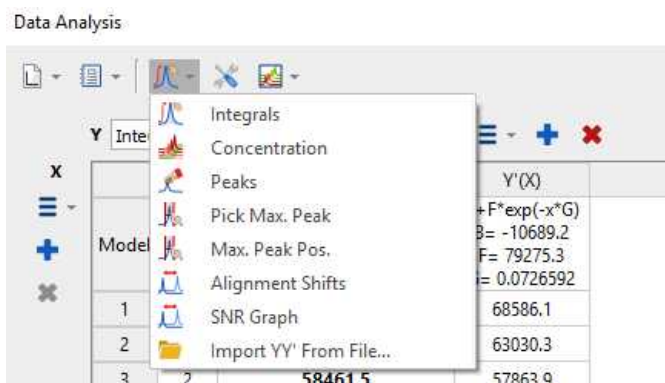 Data Analysis
Integrals
Y Inte
Concentration
X
Peaks
Y'(X)
Pick Max. Peak
+F*exp(-x*G)
Model
Max. Peak Pos.
= -10689.2
F= 79275.3
Alignment Shifts
= 0.0726592
1
SNR Graph
68586.1
2
Import YY' From File...
63030.3
3 2 58461.5 57863.9